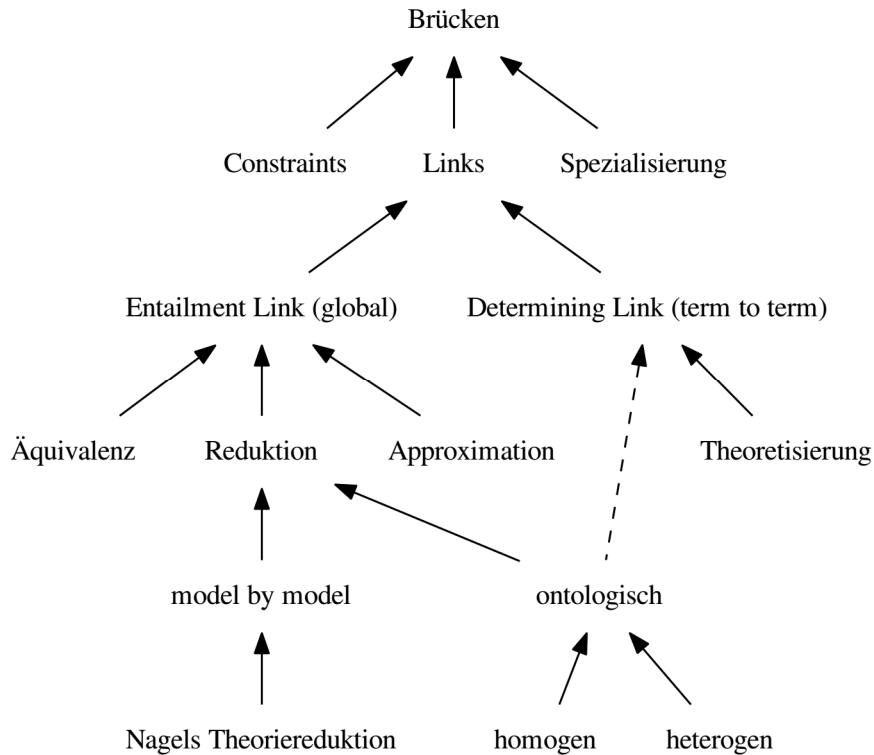 Brücken
Constraints
Links
Spezialisierung
Entailment Link (global)
Determining Link (term to term)
Äquivalenz
Reduktion
Approximation
Theoretisierung
model by model
ontologisch
Nagels Theoriereduktion
homogen
heterogen